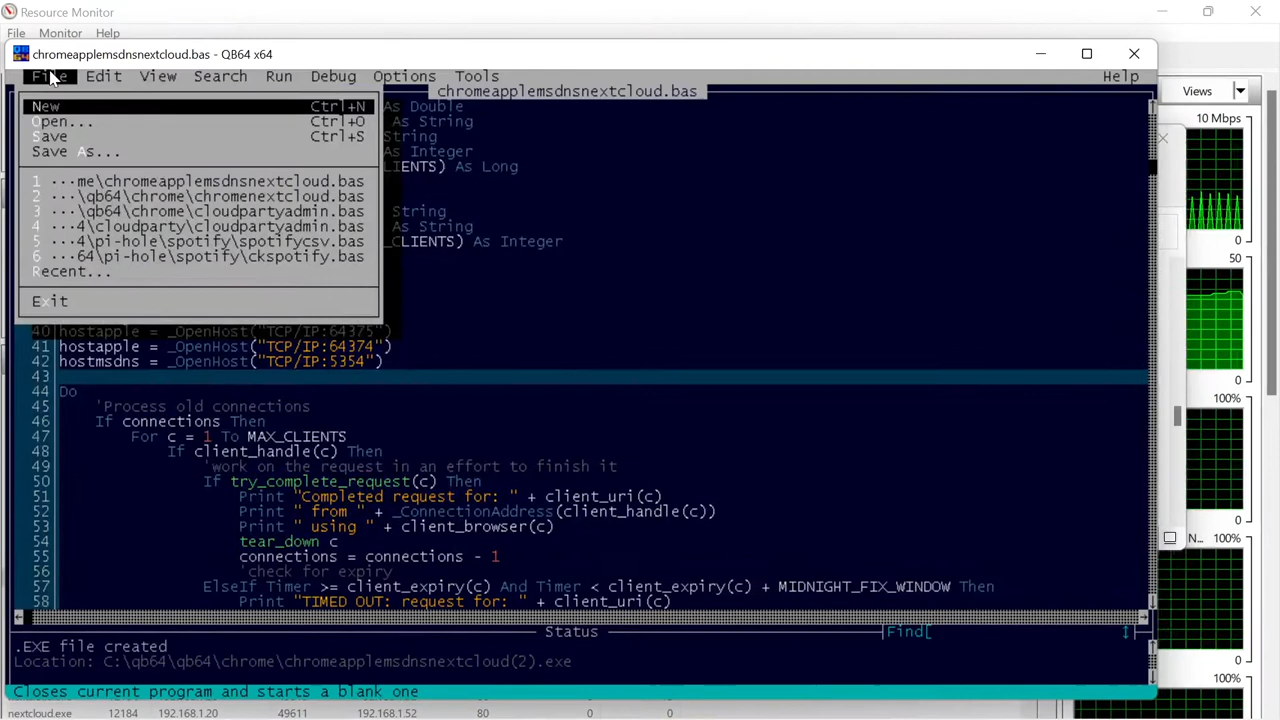 Resource Monitor
File Monitor Help
chromeapplemsdnsnextcloud.bas - QB64 x64
File Edit View Search Run Debug Options Tools Help
chromeapplemsdnsnextcloud.bas
New Ctrl+N
Open... Ctrl+O
Save Ctrl+S
Save As...
1 ···me\chromeapplemsdnsnextcloud.bas
2 ···\qb64\chrome\chromenextcloud.bas
3 ···\qb64\chrome\cloudpartyadmin.bas
4 ···4\cloudparty\cloudpartyadmin.bas
5 ···4\pi-hole\spotify\spotifycsv.bas
6 ···64\pi-hole\spotify\ckspotify.bas
Recent...
Exit
As Double
As String
String
As Integer
IENTS) As Long
String
As String
_CLIENTS) As Integer
40 hostapple = _OpenHost("TCP/IP:64375")
41 hostapple = _OpenHost("TCP/IP:64374")
42 hostmsdns = _OpenHost("TCP/IP:5354")
43
44 Do
45 'Process old connections
46 If connections Then
47 For c = 1 To MAX_CLIENTS
48 If client_handle(c) Then
49 'work on the request in an effort to finish it
50 If try_complete_request(c) Then
51 Print "Completed request for: " + client_uri(c)
52 Print " from " + _ConnectionAddress(client_handle(c))
53 Print " using " + client_browser(c)
54 tear_down c
55 connections = connections - 1
56 'check for expiry
57 ElseIf Timer >= client_expiry(c) And Timer < client_expiry(c) + MIDNIGHT_FIX_WINDOW Then
58 Print "TIMED OUT: request for: " + client_uri(c)
Status Find[
.EXE file created
Location: C:\qb64\qb64\chrome\chromeapplemsdnsnextcloud(2).exe
Closes current program and starts a blank one
nextcloud.exe 12184 192.168.1.20 49611 192.168.1.52 80 0 0
Views
10 Mbps
0
50
0
100%
0
N... 100%
0
100%